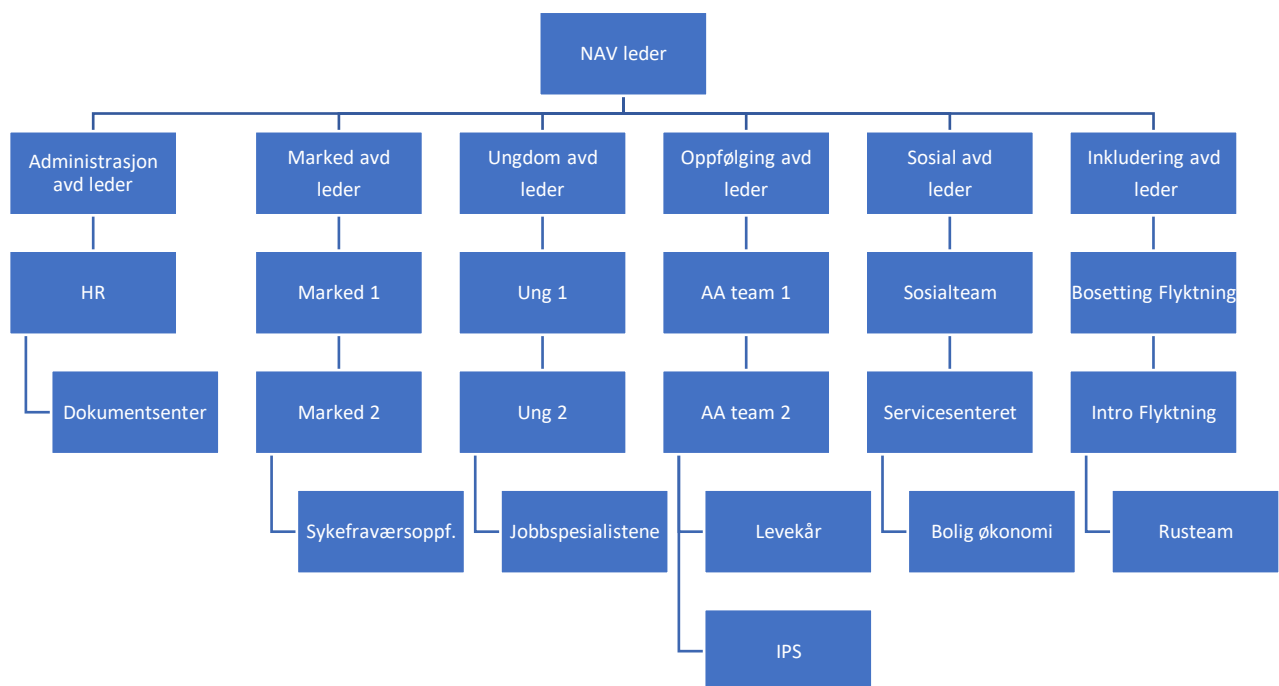 NAV leder
Administrasjon
avd leder
Marked avd
leder
Ungdom avd
leder
Oppfølging avd
leder
Sosial avd
leder
Inkludering avd
leder
HR
Marked 1
Ung 1
AA team 1
Sosialteam
Bosetting Flyktning
Dokumentsenter
Marked 2
Ung 2
AA team 2
Servicesenteret
Intro Flyktning
Sykefraværsoppf.
Jobbspesialistene
Levekår
Bolig økonomi
Rusteam
IPS